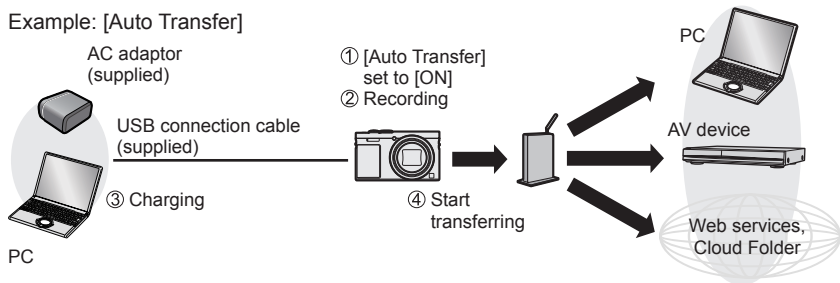 Example: [Auto Transfer]
AC adaptor
(supplied)
USB connection cable
(supplied)
③ Charging
PC
① [Auto Transfer]
set to [ON]
② Recording
④ Start
transferring
PC
AV device
Web services,
Cloud Folder